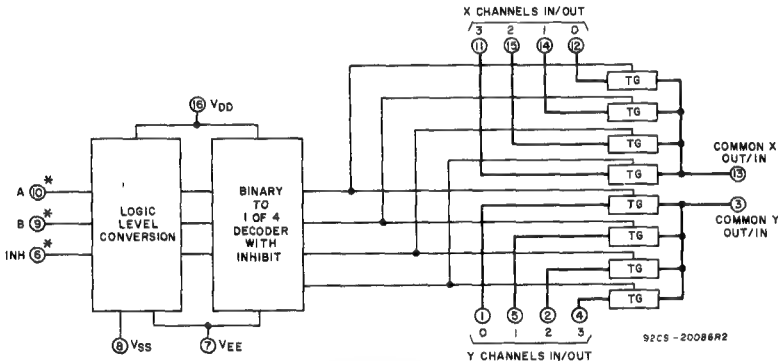 X CHANNELS IN/OUT
3 2 1 0
11 15 14 12
TG
TG
TG
TG
COMMON X
OUT/IN
13
16 VDD
A 10 *
B 9 *
INH 6 *
LOGIC
LEVEL
CONVERSION
BINARY
TO
1 OF 4
DECODER
WITH
INHIBIT
8 VSS
7 VEE
TG
TG
TG
TG
3
COMMON Y
OUT/IN
1 5 2 4
0 1 2 3
Y CHANNELS IN/OUT
92CS-20086R2